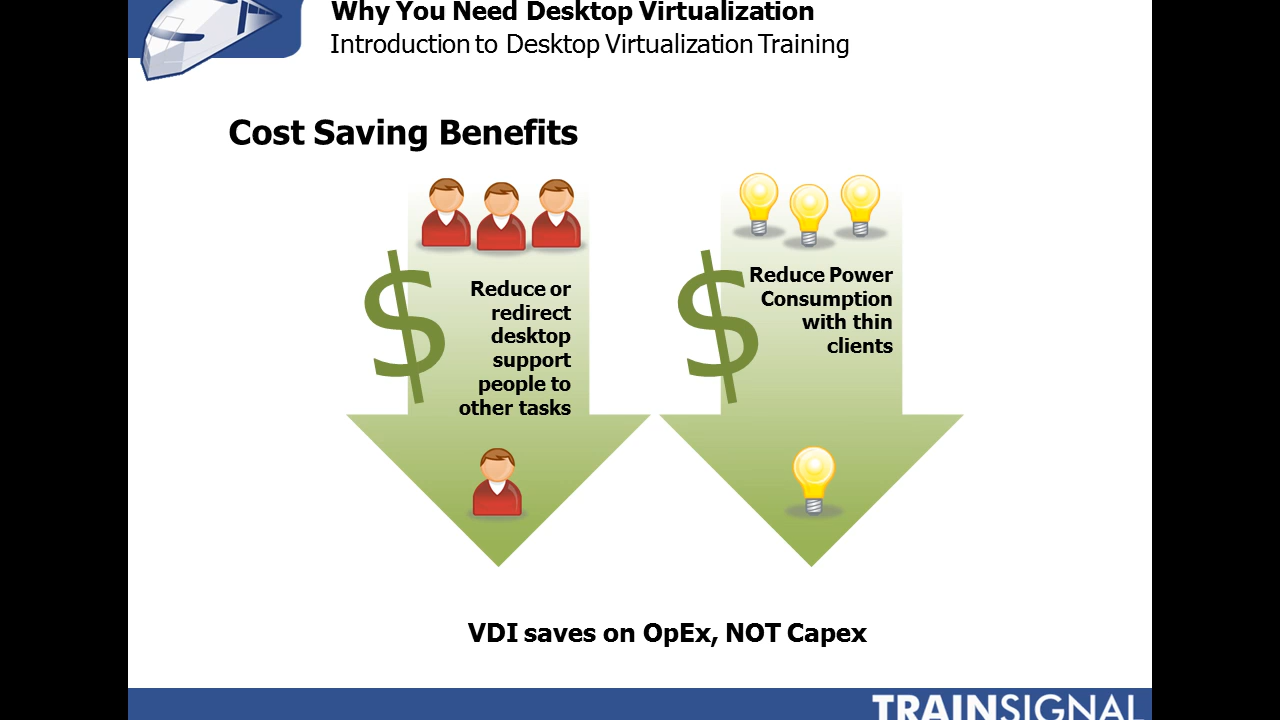 Why You Need Desktop Virtualization
Introduction to Desktop Virtualization Training
Cost Saving Benefits
$
Reduce or
redirect
desktop
support
people to
other tasks
$
Reduce Power
Consumption
with thin
clients
VDI saves on OpEx, NOT Capex
TRAINSIGNAL